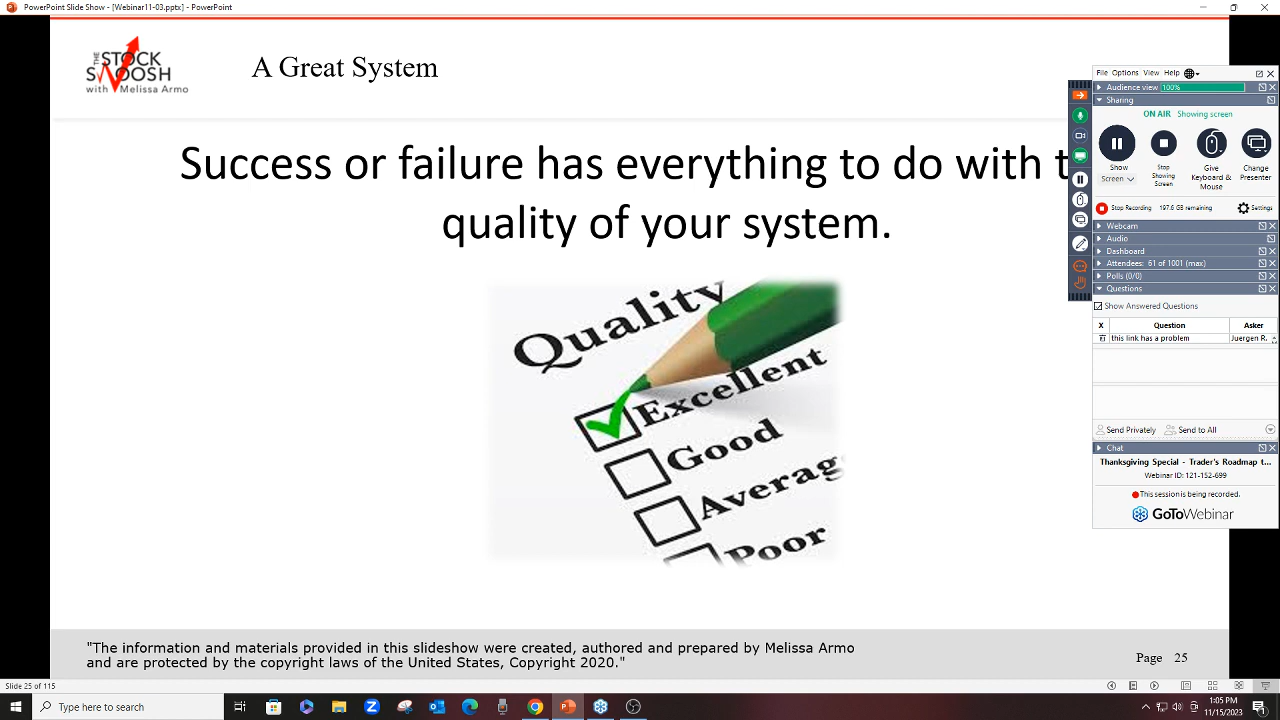 PowerPoint Slide Show - [Webinar11-03.pptx] - PowerPoint
THE
STOCK
SWOOSH
with Melissa Armo
A Great System
Success or failure has everything to do with t
quality of your system.
Quality
Excellent
Good
Averag
Poor
"The information and materials provided in this slideshow were created, authored and prepared by Melissa Armo
and are protected by the copyright laws of the United States, Copyright 2020."
Page 25
File Options View Help
Audience view 100%
Sharing
ON AIR Showing screen
Show Screen
Stop Showing Screen
Give Keyboard & Mouse
Change Presenter
Stop Recording 197.6 GB remaining Settings
Webcam
Audio
Dashboard
Attendees: 61 of 1001 (max)
Polls (0/0)
Questions
Show Answered Questions
X Question Asker
this link has a problem Juergen R.
Send Privately Send to All
Chat
Thanksgiving Special - Trader's Roadmap t...
Webinar ID: 121-152-699
This session is being recorded.
GoToWebinar
Slide 25 of 115
Type here to search
1:05 PM
11/15/2023